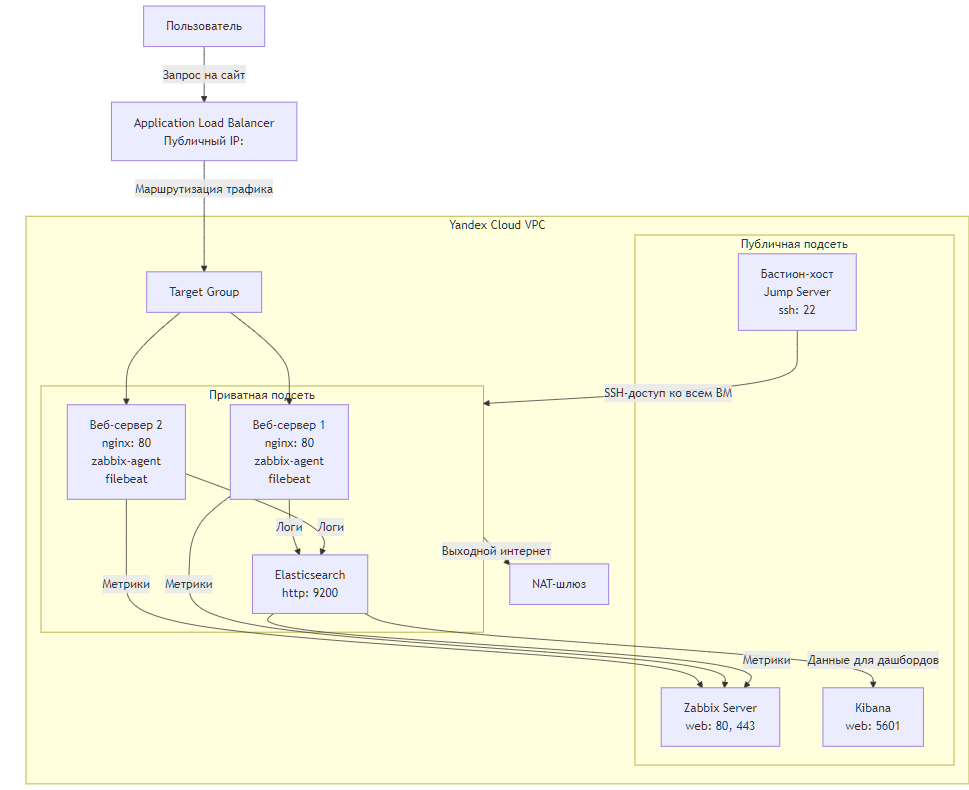 Пользователь
Запрос на сайт
Application Load Balancer
Публичный IP:
Маршрутизация трафика
Yandex Cloud VPC
Публичная подсеть
Бастион-хост
Jump Server
ssh: 22
Target Group
SSH-доступ ко всем ВМ
Приватная подсеть
Веб-сервер 2
nginx: 80
zabbix-agent
filebeat
Веб-сервер 1
nginx: 80
zabbix-agent
filebeat
Логи
Логи
Выходной интернет
Elasticsearch
http: 9200
NAT-шлюз
Метрики
Метрики
Метрики
Данные для дашбордов
Zabbix Server
web: 80, 443
Kibana
web: 5601